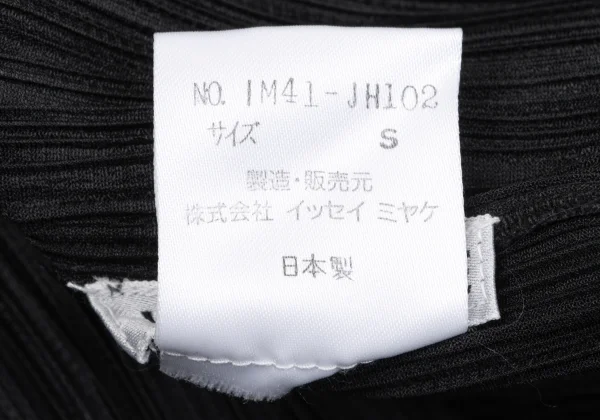 NO. IM41-JH102
サイズ S
製造・販売元
株式会社 イッセイ ミヤケ
日本製